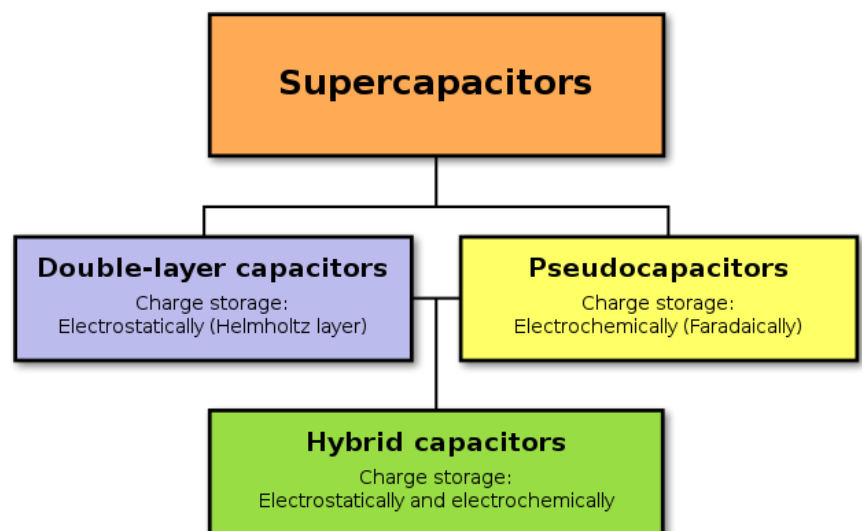 Supercapacitors
Double-layer capacitors
Charge storage:
Electrostatically (Helmholtz layer)
Pseudocapacitors
Charge storage:
Electrochemically (Faradaically)
Hybrid capacitors
Charge storage:
Electrostatically and electrochemically